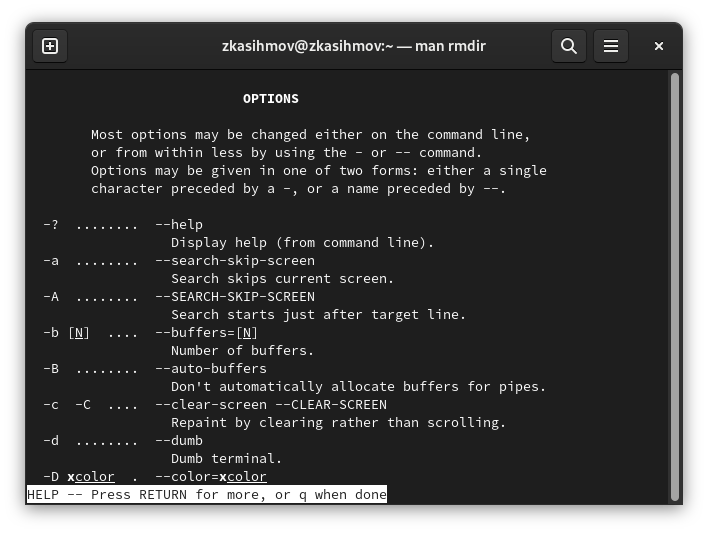 zkasihmov@zkasihmov:~ — man rmdir
OPTIONS
Most options may be changed either on the command line,
or from within less by using the - or -- command.
Options may be given in one of two forms: either a single
character preceded by a -, or a name preceded by --.
-?  ........  --help
Display help (from command line).
-a  ........  --search-skip-screen
Search skips current screen.
-A  ........  --SEARCH-SKIP-SCREEN
Search starts just after target line.
-b [N]  ....  --buffers=[N]
Number of buffers.
-B  ........  --auto-buffers
Don't automatically allocate buffers for pipes.
-c  -C  ....  --clear-screen --CLEAR-SCREEN
Repaint by clearing rather than scrolling.
-d  ........  --dumb
Dumb terminal.
-D xcolor  .  --color=xcolor
HELP -- Press RETURN for more, or q when done